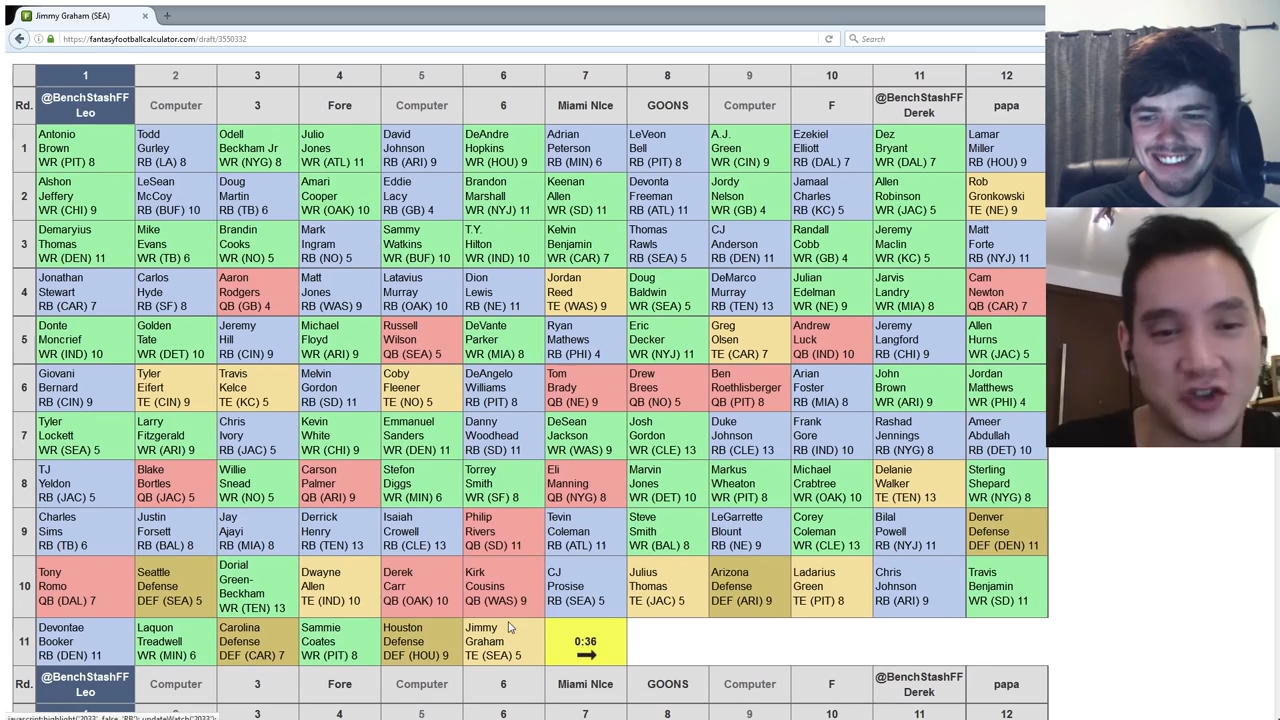 Jimmy Graham (SEA)
https://fantasyfootballcalculator.com/draft/3550332
Search
1 2 3 4 5 6 7 8 9 10 11 12
Rd. @BenchStashFF Leo Computer 3 Fore Computer 6 Miami NIce GOONS Computer F @BenchStashFF Derek papa
1
Antonio Todd Odell Julio David DeAndre Adrian LeVeon A.J. Ezekiel Dez Lamar
Brown Gurley Beckham Jr Jones Johnson Hopkins Peterson Bell Green Elliott Bryant Miller
WR (PIT) 8 RB (LA) 8 WR (NYG) 8 WR (ATL) 11 RB (ARI) 9 WR (HOU) 9 RB (MIN) 6 RB (PIT) 8 WR (CIN) 9 RB (DAL) 7 WR (DAL) 7 RB (HOU) 9
2
Alshon LeSean Doug Amari Eddie Brandon Keenan Devonta Jordy Jamaal Allen Rob
Jeffery McCoy Martin Cooper Lacy Marshall Allen Freeman Nelson Charles Robinson Gronkowski
WR (CHI) 9 RB (BUF) 10 RB (TB) 6 WR (OAK) 10 RB (GB) 4 WR (NYJ) 11 WR (SD) 11 RB (ATL) 11 WR (GB) 4 RB (KC) 5 WR (JAC) 5 TE (NE) 9
3
Demaryius Mike Brandin Mark Sammy T.Y. Kelvin Thomas CJ Randall Jeremy Matt
Thomas Evans Cooks Ingram Watkins Hilton Benjamin Rawls Anderson Cobb Maclin Forte
WR (DEN) 11 WR (TB) 6 WR (NO) 5 RB (NO) 5 WR (BUF) 10 WR (IND) 10 WR (CAR) 7 RB (SEA) 5 RB (DEN) 11 WR (GB) 4 WR (KC) 5 RB (NYJ) 11
4
Jonathan Carlos Aaron Matt Latavius Dion Jordan Doug DeMarco Julian Jarvis Cam
Stewart Hyde Rodgers Jones Murray Lewis Reed Baldwin Murray Edelman Landry Newton
RB (CAR) 7 RB (SF) 8 QB (GB) 4 RB (WAS) 9 RB (OAK) 10 RB (NE) 11 TE (WAS) 9 WR (SEA) 5 RB (TEN) 13 WR (NE) 9 WR (MIA) 8 QB (CAR) 7
5
Donte Golden Jeremy Michael Russell DeVante Ryan Eric Greg Andrew Jeremy Allen
Moncrief Tate Hill Floyd Wilson Parker Mathews Decker Olsen Luck Langford Hurns
WR (IND) 10 WR (DET) 10 RB (CIN) 9 WR (ARI) 9 QB (SEA) 5 WR (MIA) 8 RB (PHI) 4 WR (NYJ) 11 TE (CAR) 7 QB (IND) 10 RB (CHI) 9 WR (JAC) 5
6
Giovani Tyler Travis Melvin Coby DeAngelo Tom Drew Ben Arian John Jordan
Bernard Eifert Kelce Gordon Fleener Williams Brady Brees Roethlisberger Foster Brown Matthews
RB (CIN) 9 TE (CIN) 9 TE (KC) 5 RB (SD) 11 TE (NO) 5 RB (PIT) 8 QB (NE) 9 QB (NO) 5 QB (PIT) 8 RB (MIA) 8 WR (ARI) 9 WR (PHI) 4
7
Tyler Larry Chris Kevin Emmanuel Danny DeSean Josh Duke Frank Rashad Ameer
Lockett Fitzgerald Ivory White Sanders Woodhead Jackson Gordon Johnson Gore Jennings Abdullah
WR (SEA) 5 WR (ARI) 9 RB (JAC) 5 WR (CHI) 9 WR (DEN) 11 RB (SD) 11 WR (WAS) 9 WR (CLE) 13 RB (CLE) 13 RB (IND) 10 RB (NYG) 8 RB (DET) 10
8
TJ Blake Willie Carson Stefon Torrey Eli Marvin Markus Michael Delanie Sterling
Yeldon Bortles Snead Palmer Diggs Smith Manning Jones Wheaton Crabtree Walker Shepard
RB (JAC) 5 QB (JAC) 5 WR (NO) 5 QB (ARI) 9 WR (MIN) 6 WR (SF) 8 QB (NYG) 8 WR (DET) 10 WR (PIT) 8 WR (OAK) 10 TE (TEN) 13 WR (NYG) 8
9
Charles Justin Jay Derrick Isaiah Philip Tevin Steve LeGarrette Corey Bilal Denver
Sims Forsett Ajayi Henry Crowell Rivers Coleman Smith Blount Coleman Powell Defense
RB (TB) 6 RB (BAL) 8 RB (MIA) 8 RB (TEN) 13 RB (CLE) 13 QB (SD) 11 RB (ATL) 11 WR (BAL) 8 RB (NE) 9 WR (CLE) 13 RB (NYJ) 11 DEF (DEN) 11
10
Tony Seattle Dorial Green- Dwayne Derek Kirk CJ Julius Arizona Ladarius Chris Travis
Romo Defense Beckham Allen Carr Cousins Prosise Thomas Defense Green Johnson Benjamin
QB (DAL) 7 DEF (SEA) 5 WR (TEN) 13 TE (IND) 10 QB (OAK) 10 QB (WAS) 9 RB (SEA) 5 TE (JAC) 5 DEF (ARI) 9 TE (PIT) 8 RB (ARI) 9 WR (SD) 11
11
Devontae Laquon Carolina Sammie Houston Jimmy
Booker Treadwell Defense Coates Defense Graham 0:36
RB (DEN) 11 WR (MIN) 6 DEF (CAR) 7 WR (PIT) 8 DEF (HOU) 9 TE (SEA) 5
Rd. @BenchStashFF Leo Computer 3 Fore Computer 6 Miami NIce GOONS Computer F @BenchStashFF Derek papa
2 3 4 5 6 7 8 9 10 11 12